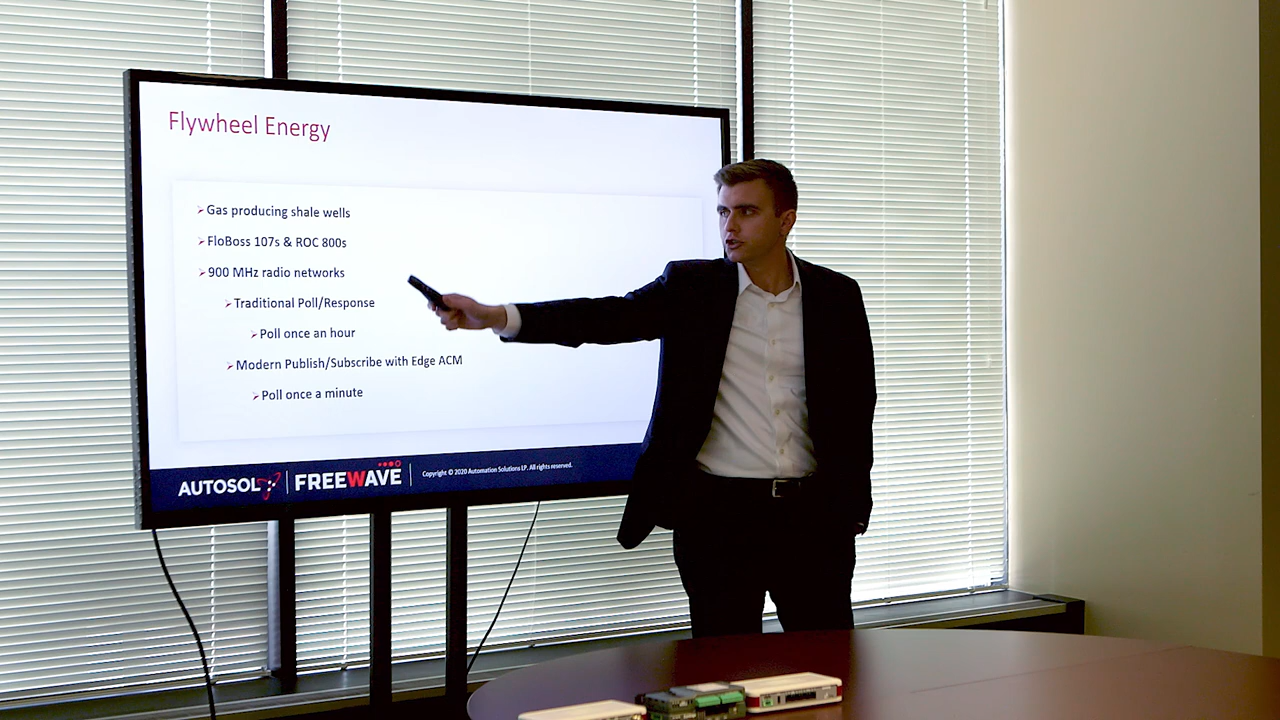 Flywheel Energy
Gas producing shale wells
FloBoss 107s & ROC 800s
900 MHz radio networks
Traditional Poll/Response
Poll once an hour
Modern Publish/Subscribe with Edge ACM
Poll once a minute
AUTOSOL FREEWAVE Copyright © 2020 Automation Solutions LP. All rights reserved.